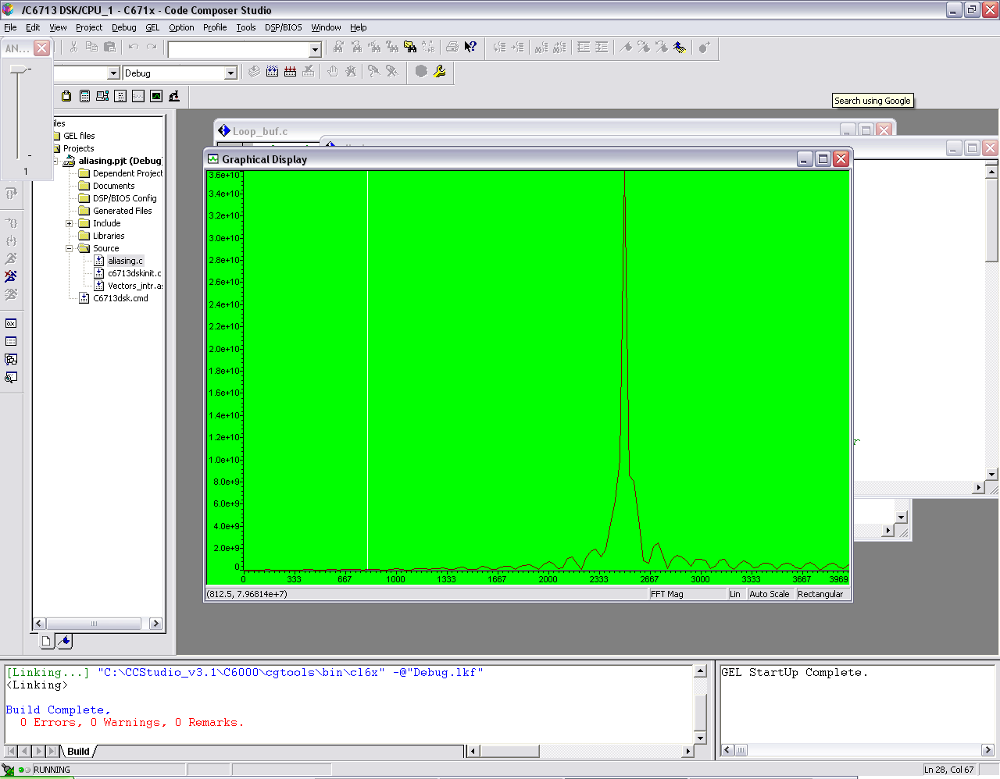 /C6713 DSK/CPU_1 - C671x - Code Composer Studio
File Edit View Project Debug GEL Option Profile Tools DSP/BIOS Window Help
AN...
Debug
Search using Google
1
GEL files
Projects
aliasing.pjt (Debug
Dependent Project
Documents
DSP/BIOS Config
Generated Files
Include
Libraries
Source
aliasing.c
c6713dskinit.c
Vectors_intr.as
C6713dsk.cmd
Loop_buf.c
Graphical Display
3.6e+10
3.4e+10
3.2e+10
3.0e+10
2.8e+10
2.6e+10
2.4e+10
2.2e+10
2.0e+10
1.8e+10
1.6e+10
1.4e+10
1.2e+10
1.0e+10
8.0e+9
6.0e+9
4.0e+9
2.0e+9
0
0 333 667 1000 1333 1667 2000 2333 2667 3000 3333 3667 3969
(812.5, 7.96814e+7) FFT Mag Lin Auto Scale Rectangular
[Linking...] "C:\CCStudio_v3.1\C6000\cgtools\bin\cl6x" -@"Debug.lkf"
<Linking>
Build Complete,
0 Errors, 0 Warnings, 0 Remarks.
Build
GEL StartUp Complete.
RUNNING
Ln 28, Col 67